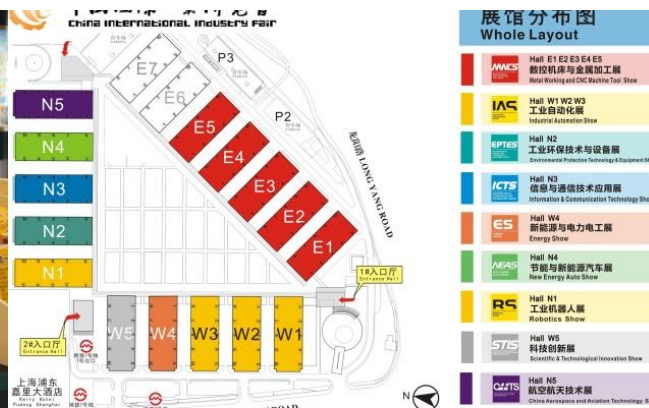 China International Industry Fair
展馆分布图
Whole Layout
P3
P2
E7
E6
E5
E4
E3
E2
E1
N5
N4
N3
N2
N1
W5
W4
W3
W2
W1
龙阳路 LONG YANG ROAD
1#入口厅
Entrance Hall
2#入口厅
Entrance Hall
上海浦东
嘉里大酒店
Kerry Hotel
Pudong Shanghai
N
ROAD
MWCS
Hall E1 E2 E3 E4 E5
数控机床与金属加工展
Metal Working and CNC Machine Tool Show
IAS
Hall W1 W2 W3
工业自动化展
Industrial Automation Show
EPTES
Hall N2
工业环保技术与设备展
Environmental Protection Technology & Equipment
ICTS
Hall N3
信息与通信技术应用展
Information & Communication Technology
ES
Hall W4
新能源与电力电工展
Energy Show
NEAS
Hall N4
节能与新能源汽车展
New Energy Auto Show
RS
Hall N1
工业机器人展
Robotics Show
STIS
Hall W5
科技创新展
Scientific & Technological Innovation Show
Hall N5
航空航天技术展
China Aerospace and Aviation Technology